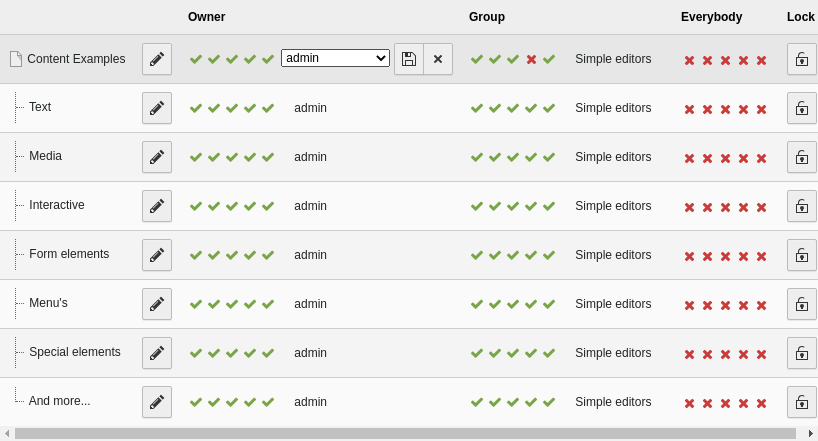 Owner Group Everybody Lock
Content Examples admin Simple editors
Text admin Simple editors
Media admin Simple editors
Interactive admin Simple editors
Form elements admin Simple editors
Menu's admin Simple editors
Special elements admin Simple editors
And more... admin Simple editors